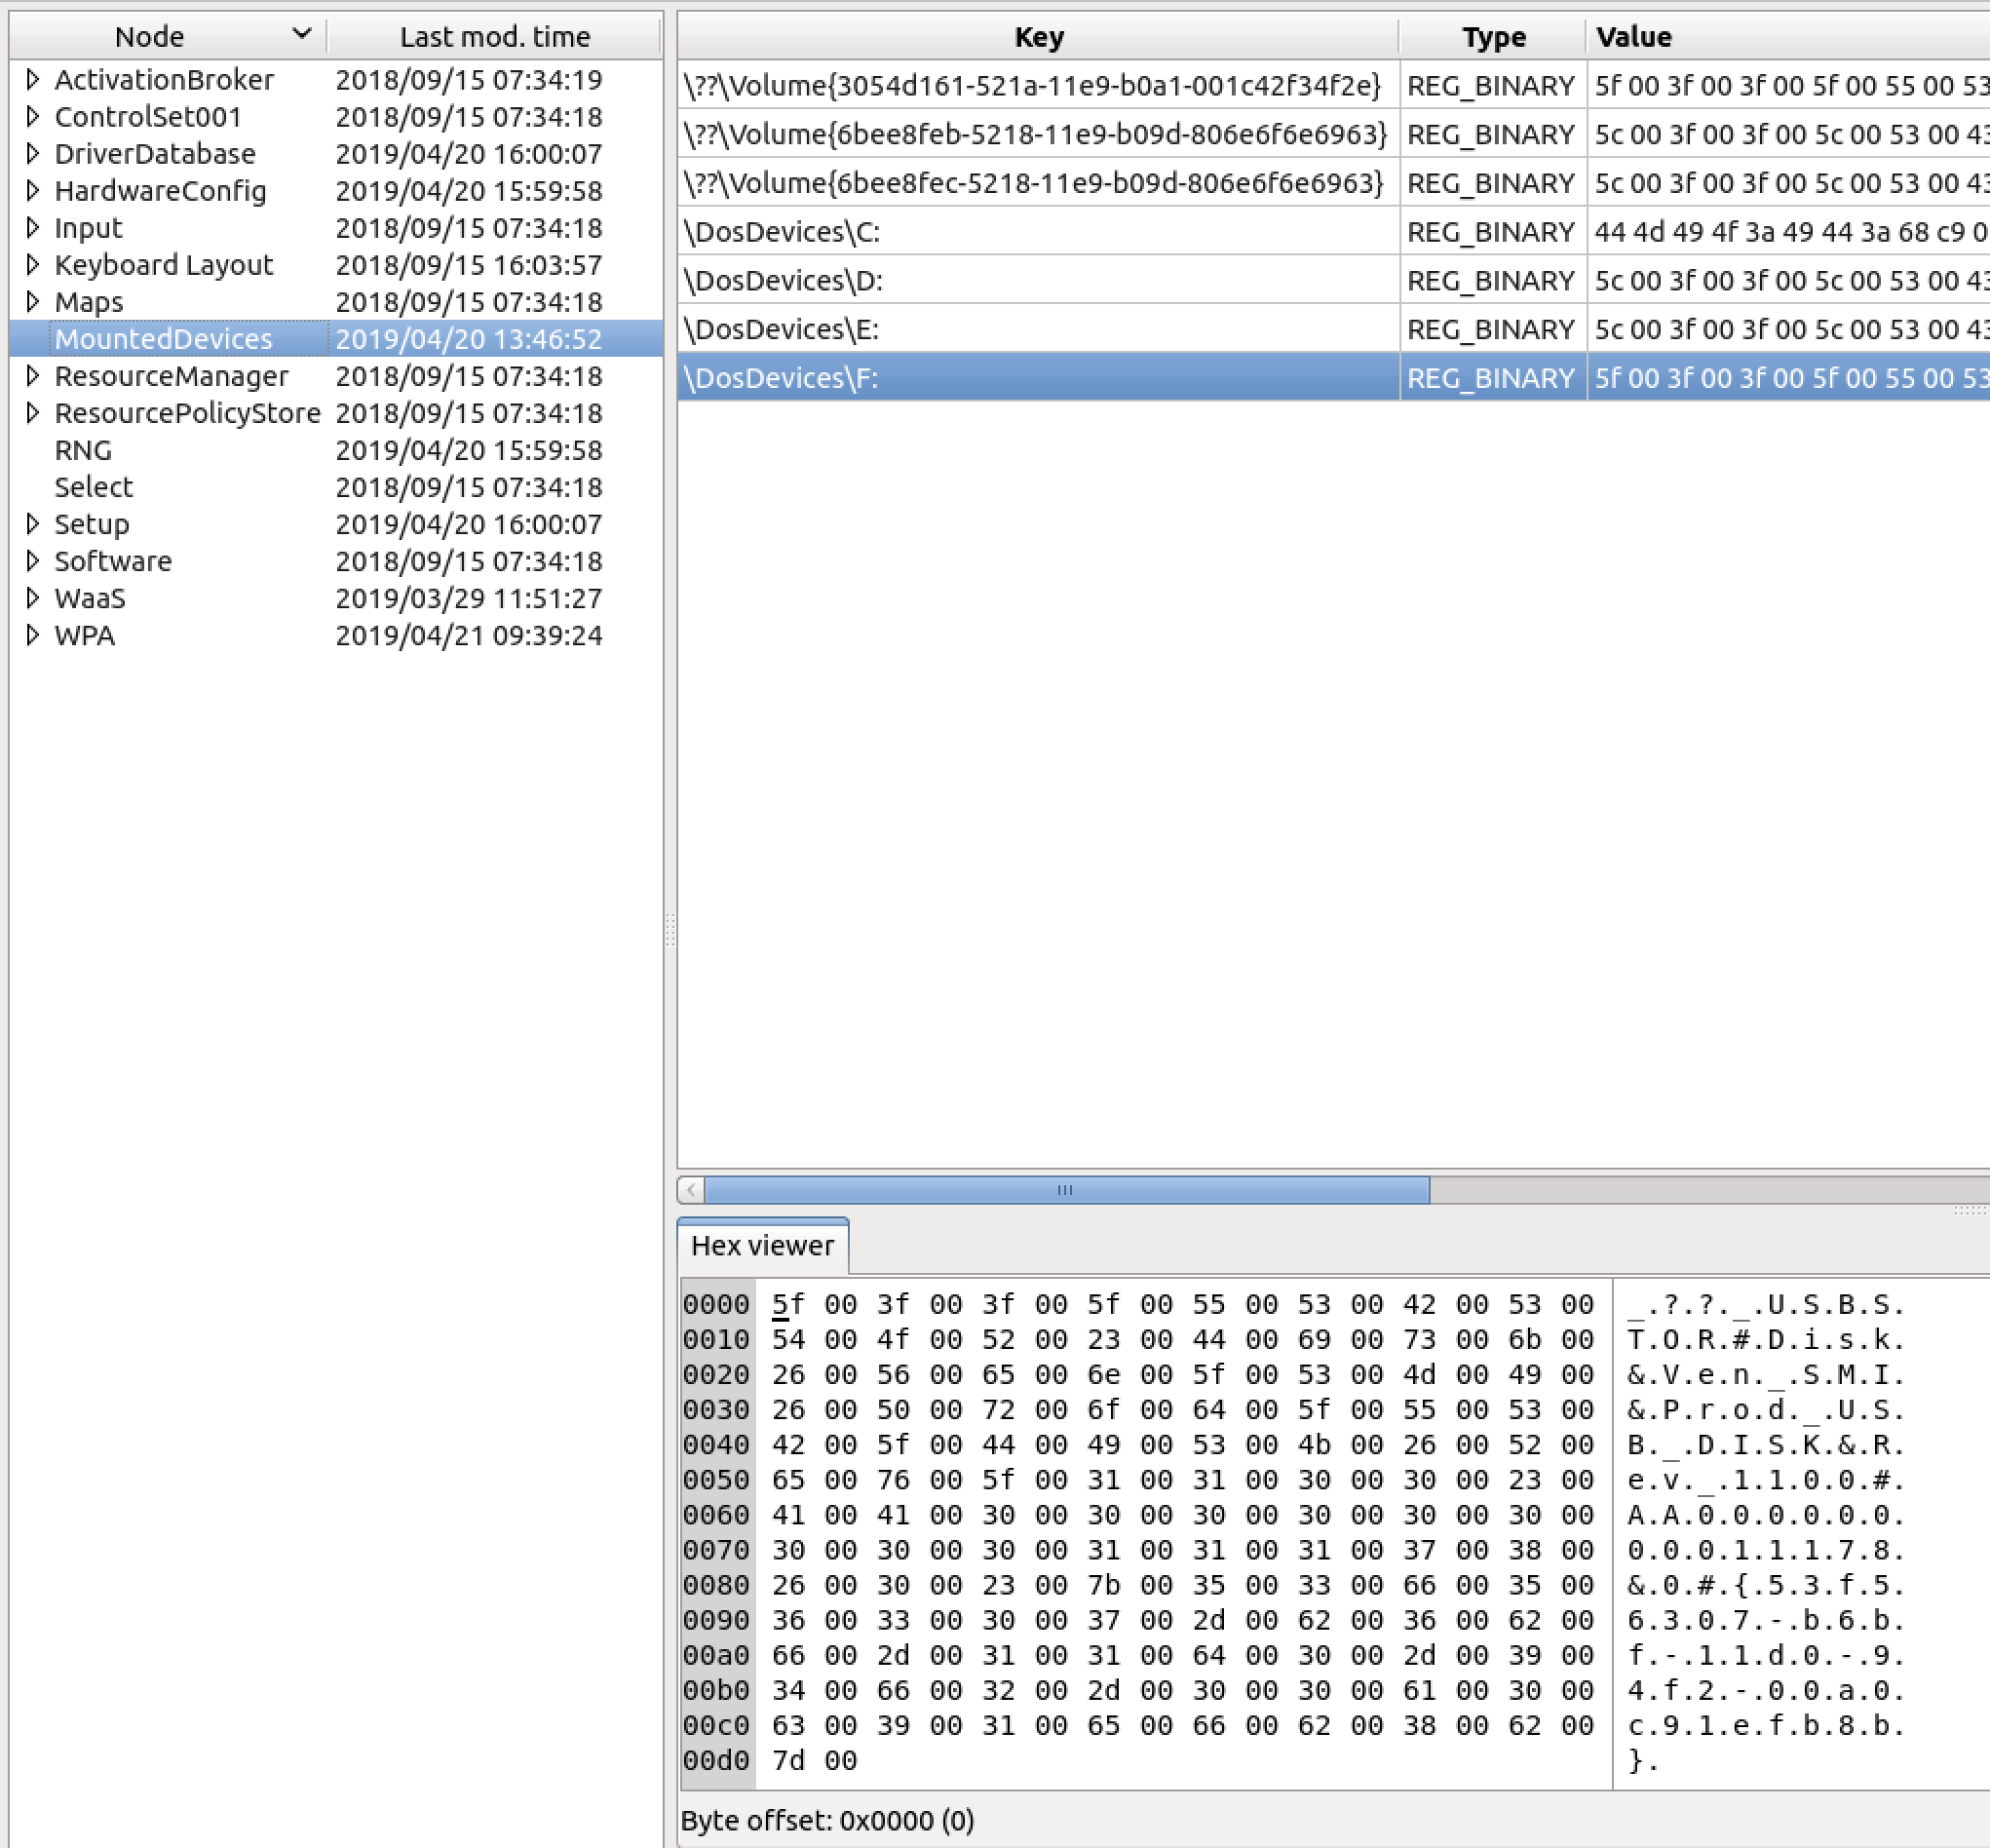 Node Last mod. time
ActivationBroker 2018/09/15 07:34:19
ControlSet001 2018/09/15 07:34:18
DriverDatabase 2019/04/20 16:00:07
HardwareConfig 2019/04/20 15:59:58
Input 2018/09/15 07:34:18
Keyboard Layout 2018/09/15 16:03:57
Maps 2018/09/15 07:34:18
MountedDevices 2019/04/20 13:46:52
ResourceManager 2018/09/15 07:34:18
ResourcePolicyStore 2018/09/15 07:34:18
RNG 2019/04/20 15:59:58
Select 2018/09/15 07:34:18
Setup 2019/04/20 16:00:07
Software 2018/09/15 07:34:18
WaaS 2019/03/29 11:51:27
WPA 2019/04/21 09:39:24
Key Type Value
\??\Volume{3054d161-521a-11e9-b0a1-001c42f34f2e} REG_BINARY 5f 00 3f 00 3f 00 5f 00 55 00 53
\??\Volume{6bee8feb-5218-11e9-b09d-806e6f6e6963} REG_BINARY 5c 00 3f 00 3f 00 5c 00 53 00 43
\??\Volume{6bee8fec-5218-11e9-b09d-806e6f6e6963} REG_BINARY 5c 00 3f 00 3f 00 5c 00 53 00 43
\DosDevices\C: REG_BINARY 44 4d 49 4f 3a 49 44 3a 68 c9 0
\DosDevices\D: REG_BINARY 5c 00 3f 00 3f 00 5c 00 53 00 43
\DosDevices\E: REG_BINARY 5c 00 3f 00 3f 00 5c 00 53 00 43
\DosDevices\F: REG_BINARY 5f 00 3f 00 3f 00 5f 00 55 00 53
Hex viewer
0000 5f 00 3f 00 3f 00 5f 00 55 00 53 00 42 00 53 00 _.?.?._.U.S.B.S.
0010 54 00 4f 00 52 00 23 00 44 00 69 00 73 00 6b 00 T.O.R.#.D.i.s.k.
0020 26 00 56 00 65 00 6e 00 5f 00 53 00 4d 00 49 00 &.V.e.n._.S.M.I.
0030 26 00 50 00 72 00 6f 00 64 00 5f 00 55 00 53 00 &.P.r.o.d._.U.S.
0040 42 00 5f 00 44 00 49 00 53 00 4b 00 26 00 52 00 B._.D.I.S.K.&.R.
0050 65 00 76 00 5f 00 31 00 31 00 30 00 30 00 23 00 e.v._.1.1.0.0.#.
0060 41 00 41 00 30 00 30 00 30 00 30 00 30 00 30 00 A.A.0.0.0.0.0.0.
0070 30 00 30 00 30 00 31 00 31 00 31 00 37 00 38 00 0.0.0.1.1.1.7.8.
0080 26 00 30 00 23 00 7b 00 35 00 33 00 66 00 35 00 &.0.#.{.5.3.f.5.
0090 36 00 33 00 30 00 37 00 2d 00 62 00 36 00 62 00 6.3.0.7.-.b.6.b.
00a0 66 00 2d 00 31 00 31 00 64 00 30 00 2d 00 39 00 f.-.1.1.d.0.-.9.
00b0 34 00 66 00 32 00 2d 00 30 00 30 00 61 00 30 00 4.f.2.-.0.0.a.0.
00c0 63 00 39 00 31 00 65 00 66 00 62 00 38 00 62 00 c.9.1.e.f.b.8.b.
00d0 7d 00 }.
Byte offset: 0x0000 (0)